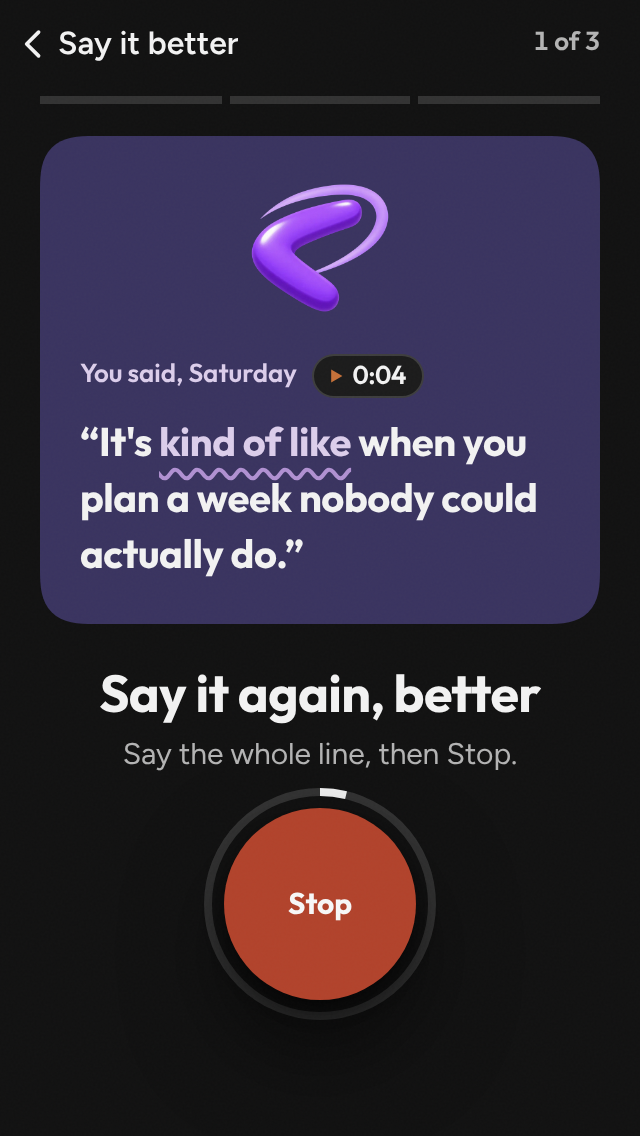 Say it better
1 of 3
You said, Saturday
0:04
“It's kind of like when you
plan a week nobody could
actually do.”
Say it again, better
Say the whole line, then Stop.
Stop